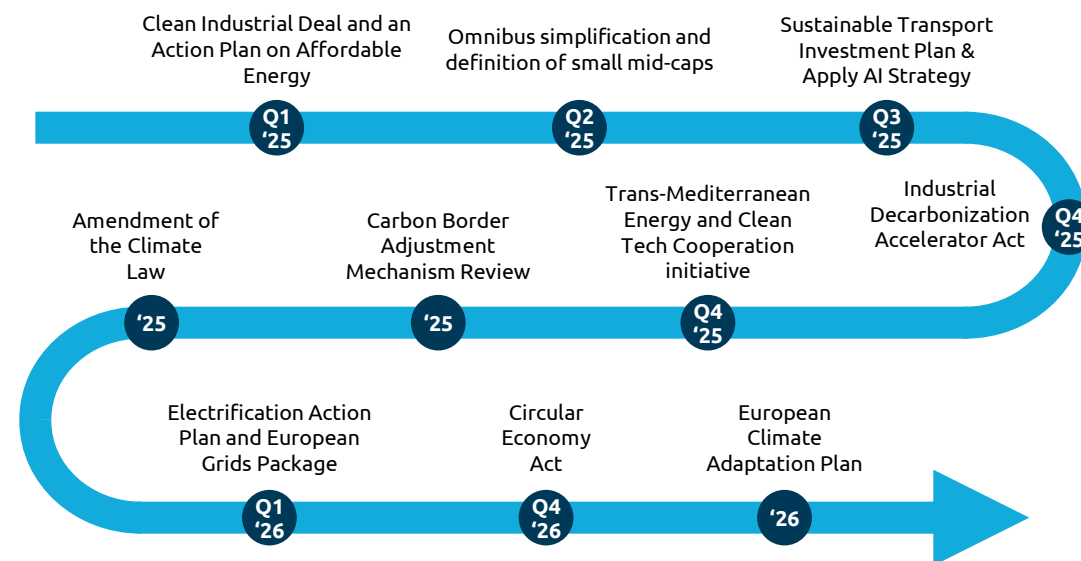 Clean Industrial Deal and an
Action Plan on Affordable
Energy
Q1
‘25
Omnibus simplification and
definition of small mid-caps
Q2
‘25
Sustainable Transport
Investment Plan &
Apply AI Strategy
Q3
‘25
Industrial
Decarbonization
Accelerator Act
Q4
‘25
Trans-Mediterranean
Energy and Clean
Tech Cooperation
initiative
Q4
‘25
Carbon Border
Adjustment
Mechanism Review
‘25
Amendment of
the Climate
Law
‘25
Electrification Action
Plan and European
Grids Package
Q1
‘26
Circular
Economy
Act
Q4
‘26
European
Climate
Adaptation Plan
‘26